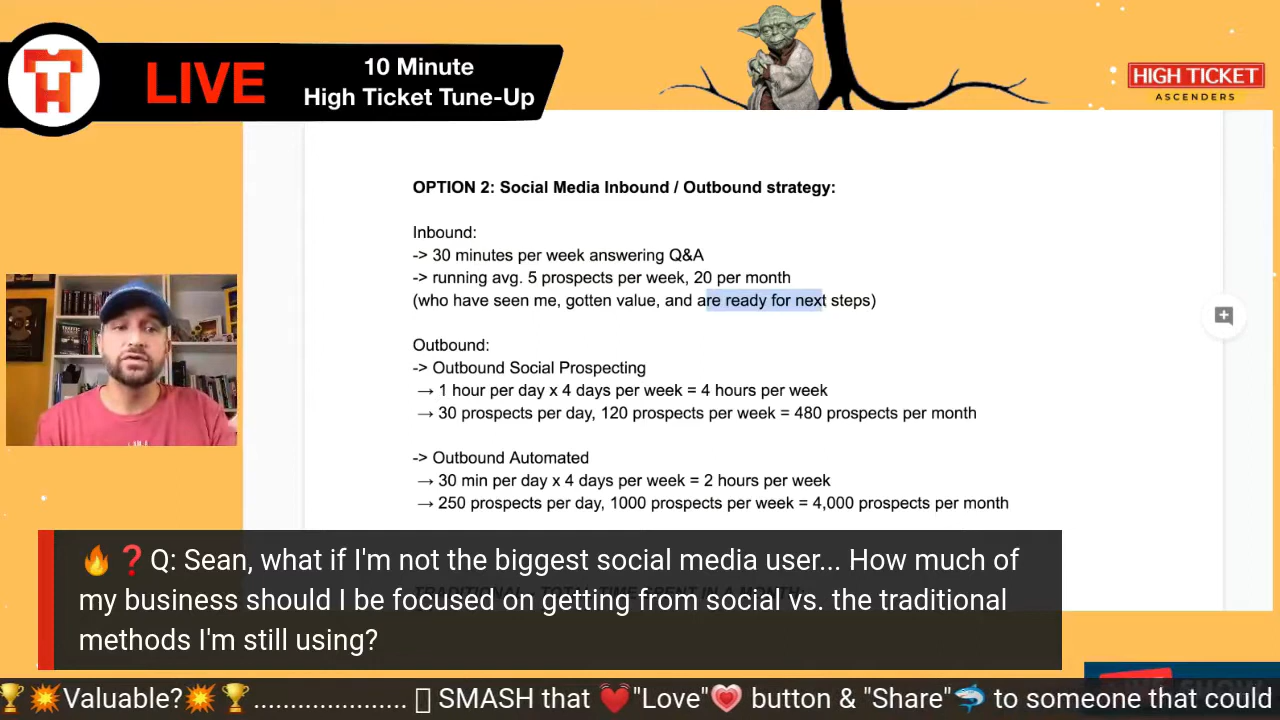 LIVE
10 Minute
High Ticket Tune-Up
HIGH TICKET
ASCENDERS
OPTION 2: Social Media Inbound / Outbound strategy:
Inbound:
-> 30 minutes per week answering Q&A
-> running avg. 5 prospects per week, 20 per month
(who have seen me, gotten value, and are ready for next steps)
Outbound:
-> Outbound Social Prospecting
→ 1 hour per day x 4 days per week = 4 hours per week
→ 30 prospects per day, 120 prospects per week = 480 prospects per month
-> Outbound Automated
→ 30 min per day x 4 days per week = 2 hours per week
→ 250 prospects per day, 1000 prospects per week = 4,000 prospects per month
🔥❓Q: Sean, what if I'm not the biggest social media user... How much of
my business should I be focused on getting from social vs. the traditional
methods I'm still using?
🏆💥Valuable?💥🏆..................... SMASH that 💓"Love"💗 button & "Share"🦈 to someone that could